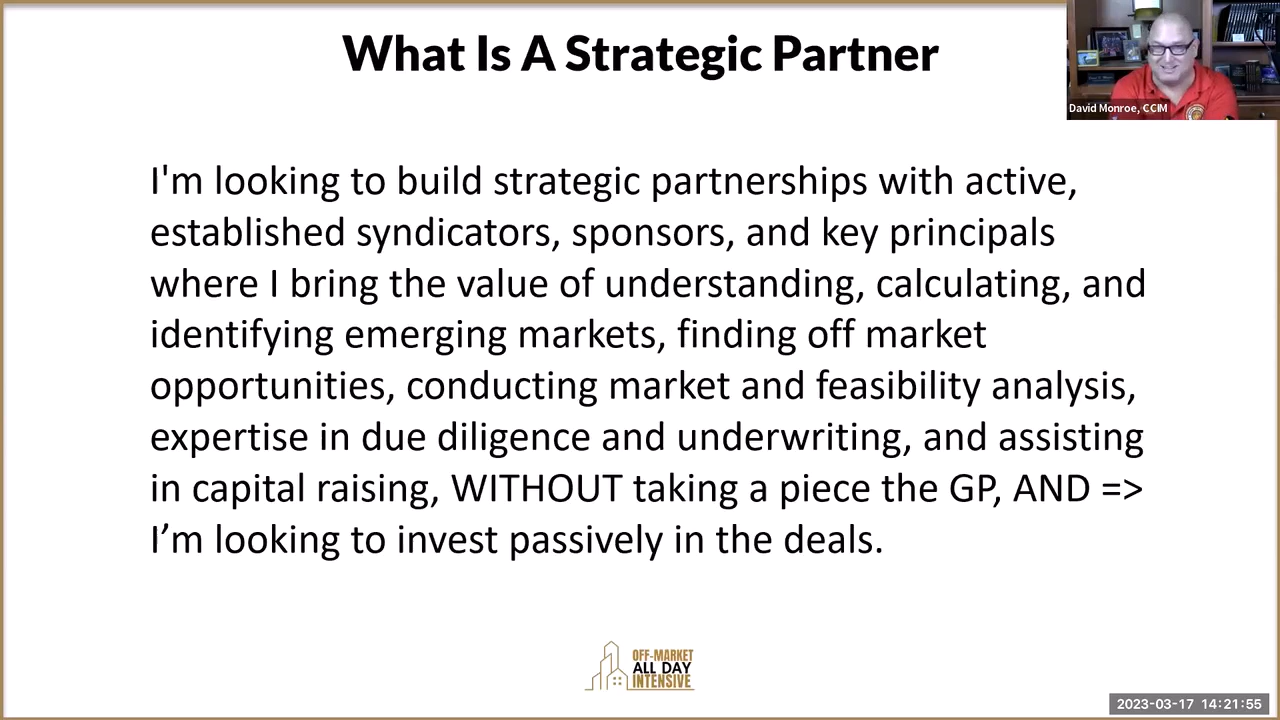 What Is A Strategic Partner
David Monroe, CCIM
I'm looking to build strategic partnerships with active,
established syndicators, sponsors, and key principals
where I bring the value of understanding, calculating, and
identifying emerging markets, finding off market
opportunities, conducting market and feasibility analysis,
expertise in due diligence and underwriting, and assisting
in capital raising, WITHOUT taking a piece the GP, AND =>
I’m looking to invest passively in the deals.
OFF-MARKET
ALL DAY
INTENSIVE
2023-03-17 14:21:55